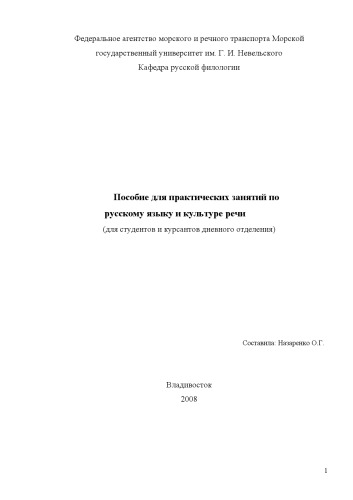 Федеральное агентство морского и речного транспорта Морской
государственный университет им. Г. И. Невельского
Кафедра русской филологии
Пособие для практических занятий по
русскому языку и культуре речи
(для студентов и курсантов дневного отделения)
Составила: Назаренко О.Г.
Владивосток
2008
1